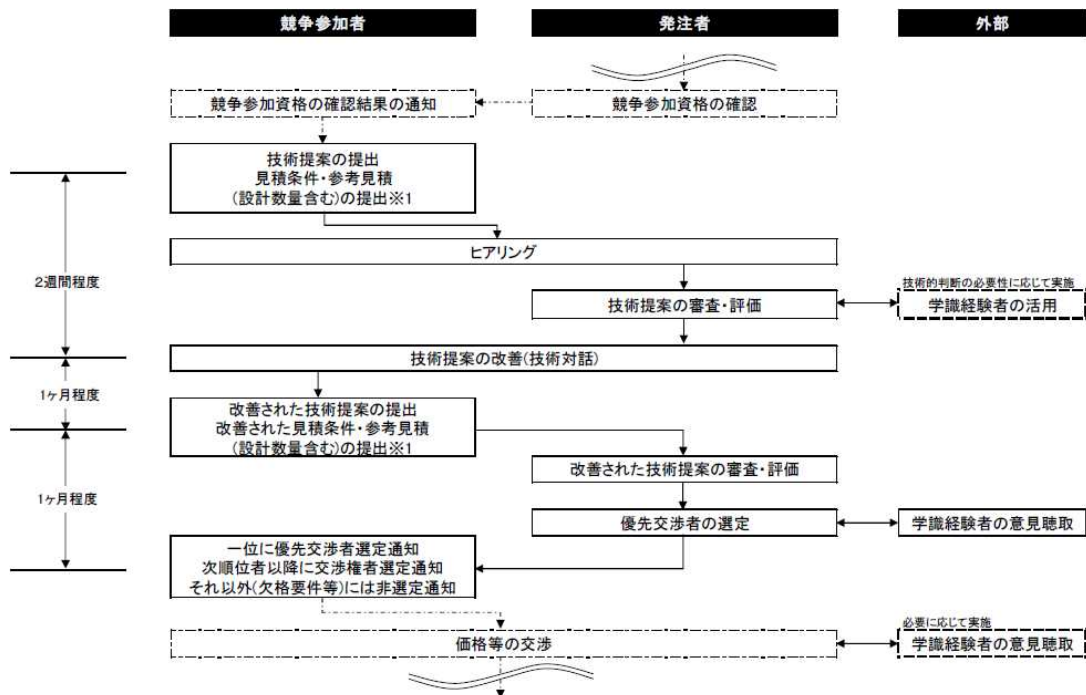 競争参加者
発注者
外部
競争参加資格の確認結果の通知
競争参加資格の確認
技術提案の提出
見積条件・参考見積
(設計数量含む)の提出※1
ヒアリング
2週間程度
技術的判断の必要性に応じて実施
技術提案の審査・評価
学識経験者の活用
技術提案の改善(技術対話)
1ヶ月程度
改善された技術提案の提出
改善された見積条件・参考見積
(設計数量含む)の提出※1
改善された技術提案の審査・評価
1ヶ月程度
優先交渉者の選定
学識経験者の意見聴取
一位に優先交渉者選定通知
次順位者以降に交渉権者選定通知
それ以外(欠格要件等)には非選定通知
必要に応じて実施
価格等の交渉
学識経験者の意見聴取